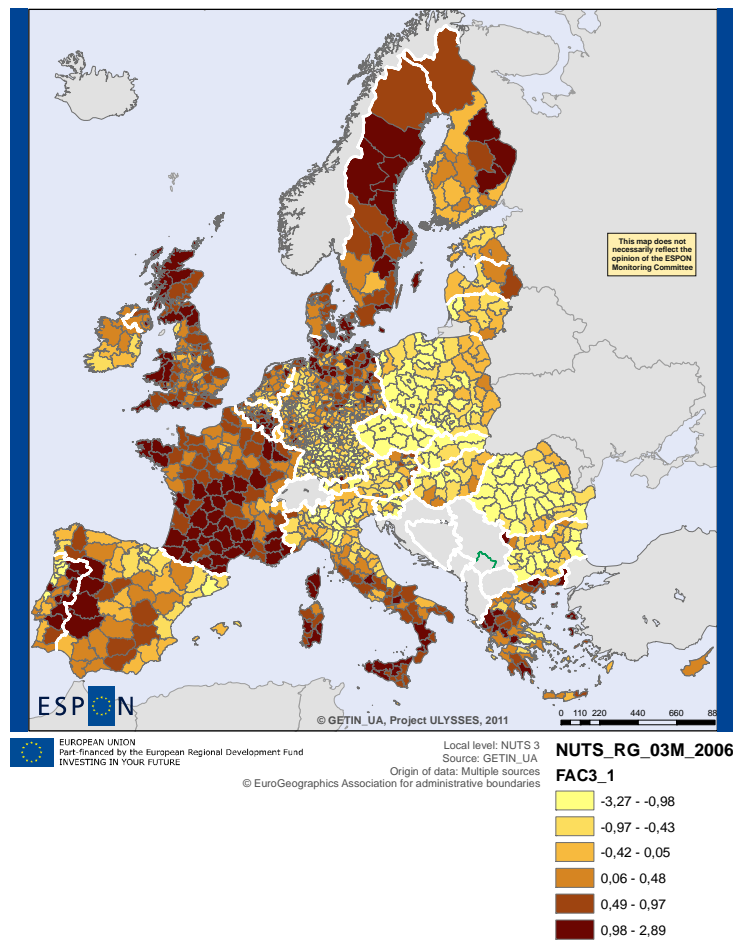 This map does not
necessarily reflect the
opinion of the ESPON
Monitoring Committee
ESPON
© GETIN_UA, Project ULYSSES, 2011
0 110 220 440 660 88
EUROPEAN UNION
Part-financed by the European Regional Development Fund
INVESTING IN YOUR FUTURE
Local level: NUTS 3
Source: GETIN_UA
Origin of data: Multiple sources
© EuroGeographics Association for administrative boundaries
NUTS_RG_03M_2006
FAC3_1
-3,27 - -0,98
-0,97 - -0,43
-0,42 - 0,05
0,06 - 0,48
0,49 - 0,97
0,98 - 2,89